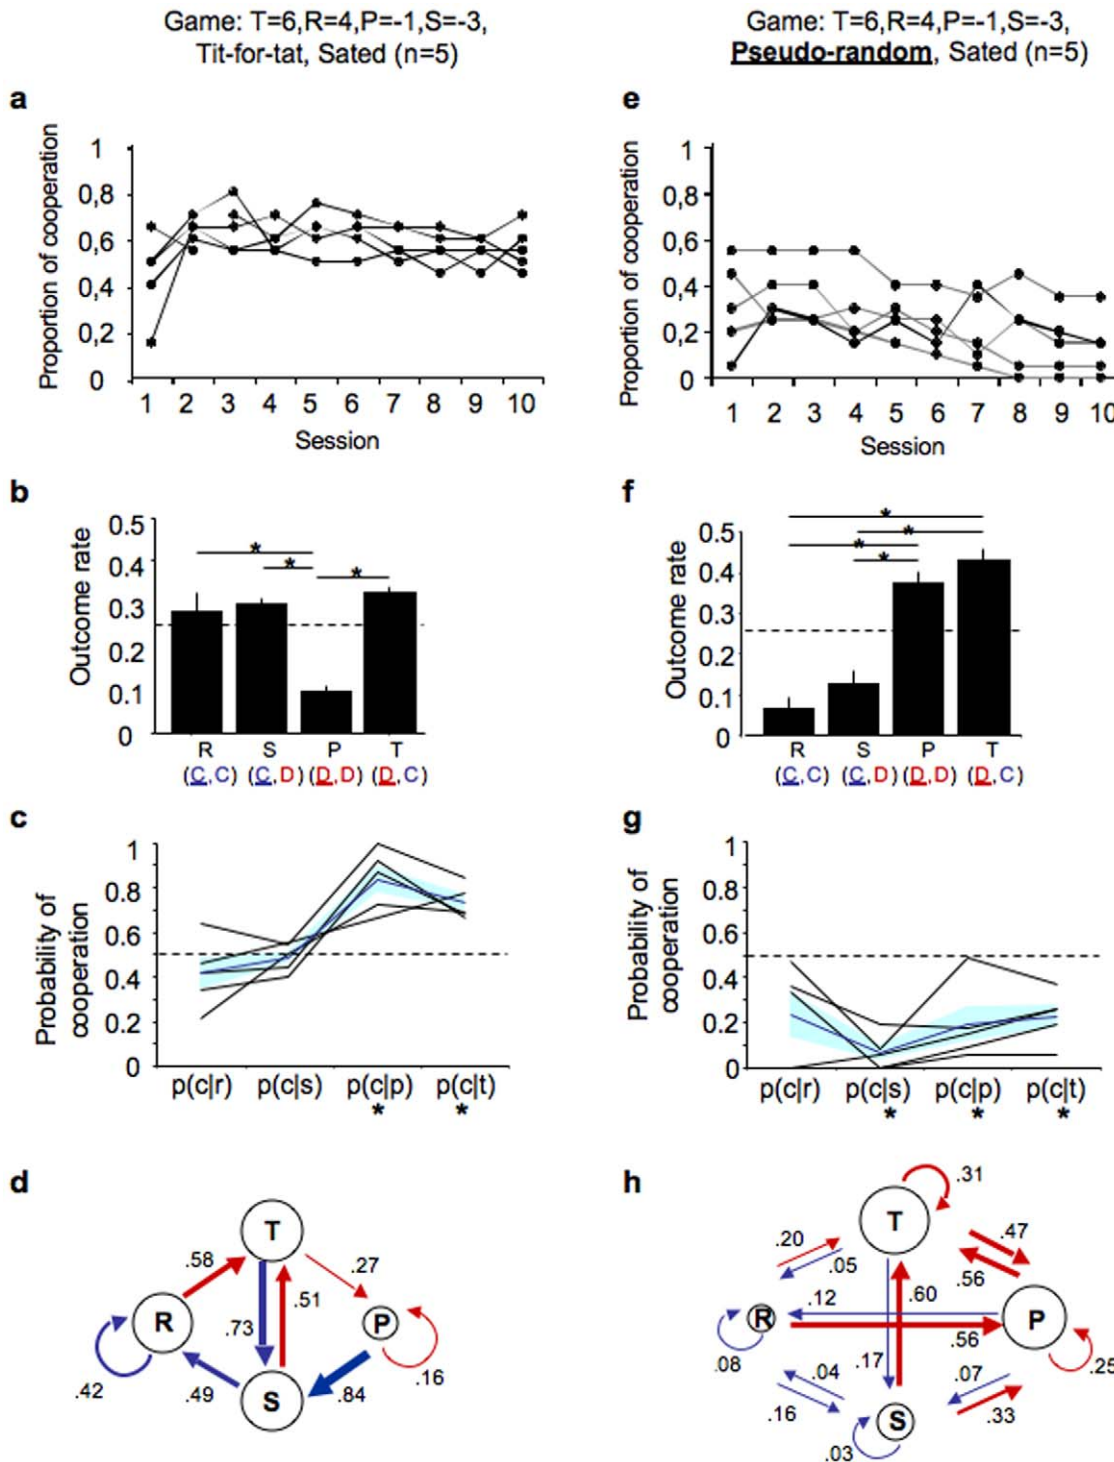 Game: T=6,R=4,P=-1,S=-3,
Tit-for-tat, Sated (n=5)
Game: T=6,R=4,P=-1,S=-3,
Pseudo-random, Sated (n=5)
a
Proportion of cooperation
1
0,8
0,6
0,4
0,2
0
1 2 3 4 5 6 7 8 9 10
Session
e
Proportion of cooperation
1
0,8
0,6
0,4
0,2
0
1 2 3 4 5 6 7 8 9 10
Session
b
Outcome rate
0.5
0.4
0.3
0.2
0.1
0
* * *
R S P T
(C,C) (C,D) (D,D) (D,C)
f
Outcome rate
0.5
0.4
0.3
0.2
0.1
0
* * * *
R S P T
(C,C) (C,D) (D,D) (D,C)
c
Probability of
cooperation
1
0.8
0.6
0.4
0.2
0
p(c|r) p(c|s) p(c|p) p(c|t)
* *
g
Probability of
cooperation
1
0.8
0.6
0.4
0.2
0
p(c|r) p(c|s) p(c|p) p(c|t)
* * *
d
T
.58 .27
.51
R P
.73
.42 .49 .84 .16
S
h
.31
T
.20 .47
.05 .56
.12 .60
R P
.56
.08 .17 .04 .07 .25
.16 .33
S
.03